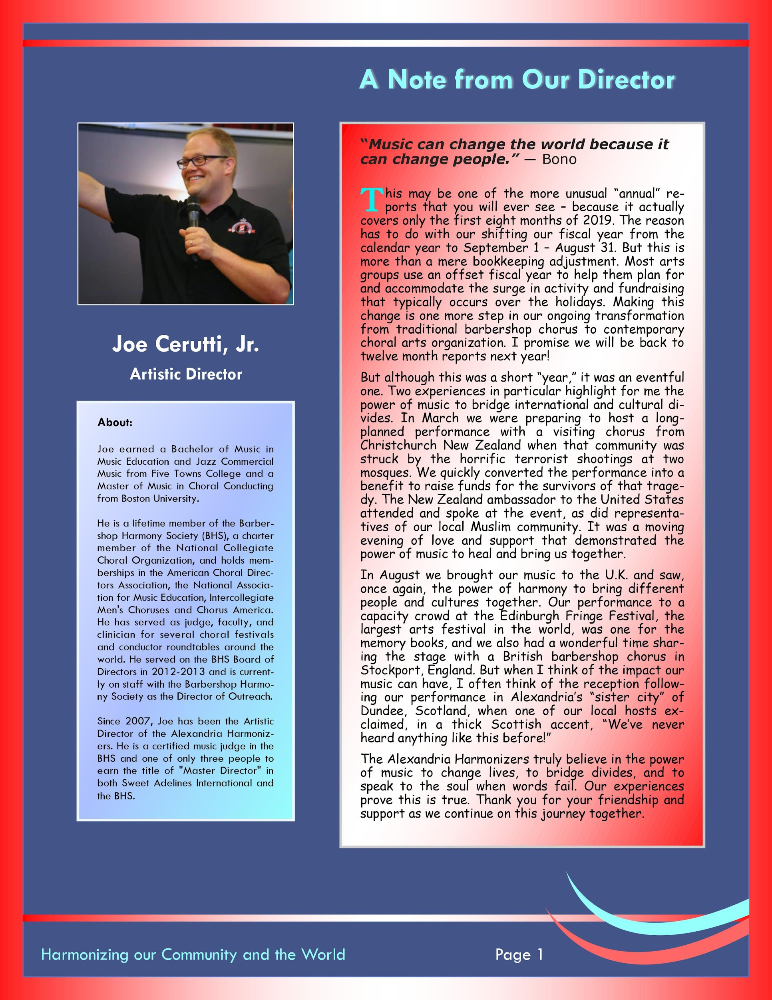 A Note from Our Director
Joe Cerutti, Jr.
Artistic Director
About:
Joe earned a Bachelor of Music in
Music Education and Jazz Commercial
Music from Five Towns College and a
Master of Music in Choral Conducting
from Boston University.
He is a lifetime member of the Barber-
shop Harmony Society (BHS), a charter
member of the National Collegiate
Choral Organization, and holds mem-
berships in the American Choral Direc-
tors Association, the National Associa-
tion for Music Education, Intercollegiate
Men's Choruses and Chorus America.
He has served as judge, faculty, and
clinician for several choral festivals
and conductor roundtables around the
world. He served on the BHS Board of
Directors in 2012-2013 and is current-
ly on staff with the Barbershop Harmo-
ny Society as the Director of Outreach.
Since 2007, Joe has been the Artistic
Director of the Alexandria Harmoniz-
ers. He is a certified music judge in the
BHS and one of only three people to
earn the title of "Master Director" in
both Sweet Adelines International and
the BHS.
“Music can change the world because it
can change people.” — Bono
This may be one of the more unusual “annual” re-
ports that you will ever see – because it actually
covers only the first eight months of 2019. The reason
has to do with our shifting our fiscal year from the
calendar year to September 1 – August 31. But this is
more than a mere bookkeeping adjustment. Most arts
groups use an offset fiscal year to help them plan for
and accommodate the surge in activity and fundraising
that typically occurs over the holidays. Making this
change is one more step in our ongoing transformation
from traditional barbershop chorus to contemporary
choral arts organization. I promise we will be back to
twelve month reports next year!
But although this was a short “year,” it was an eventful
one. Two experiences in particular highlight for me the
power of music to bridge international and cultural di-
vides. In March we were preparing to host a long-
planned performance with a visiting chorus from
Christchurch New Zealand when that community was
struck by the horrific terrorist shootings at two
mosques. We quickly converted the performance into a
benefit to raise funds for the survivors of that trage-
dy. The New Zealand ambassador to the United States
attended and spoke at the event, as did representa-
tives of our local Muslim community. It was a moving
evening of love and support that demonstrated the
power of music to heal and bring us together.
In August we brought our music to the U.K. and saw,
once again, the power of harmony to bring different
people and cultures together. Our performance to a
capacity crowd at the Edinburgh Fringe Festival, the
largest arts festival in the world, was one for the
memory books, and we also had a wonderful time shar-
ing the stage with a British barbershop chorus in
Stockport, England. But when I think of the impact our
music can have, I often think of the reception follow-
ing our performance in Alexandria’s “sister city” of
Dundee, Scotland, when one of our local hosts ex-
claimed, in a thick Scottish accent, “We’ve never
heard anything like this before!”
The Alexandria Harmonizers truly believe in the power
of music to change lives, to bridge divides, and to
speak to the soul when words fail. Our experiences
prove this is true. Thank you for your friendship and
support as we continue on this journey together.
Harmonizing our Community and the World
Page 1